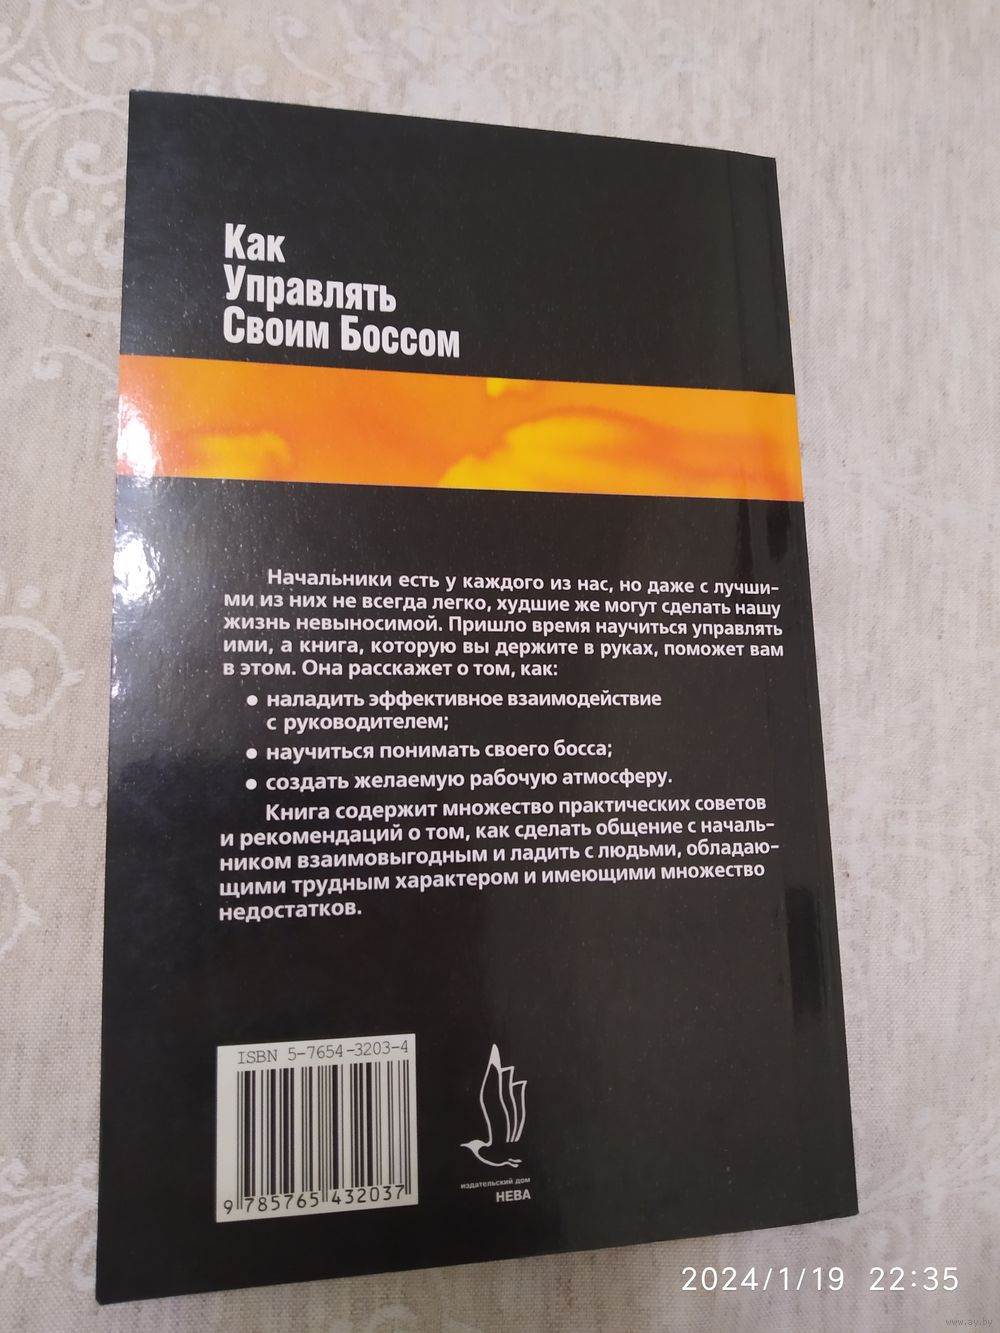 Как
Управлять
Своим Боссом
Начальники есть у каждого из нас, но даже с лучши-
ми из них не всегда легко, худшие же могут сделать нашу
жизнь невыносимой. Пришло время научиться управлять
ими, а книга, которую вы держите в руках, поможет вам
в этом. Она расскажет о том, как:
● наладить эффективное взаимодействие
с руководителем;
● научиться понимать своего босса;
● создать желаемую рабочую атмосферу.
Книга содержит множество практических советов
и рекомендаций о том, как сделать общение с началь-
ником взаимовыгодным и ладить с людьми, обладаю-
щими трудным характером и имеющими множество
недостатков.
ISBN 5-7654-3203-4
9 785765 432037
издательский дом
НЕВА
2024/1/19 22:35
www.ay.by